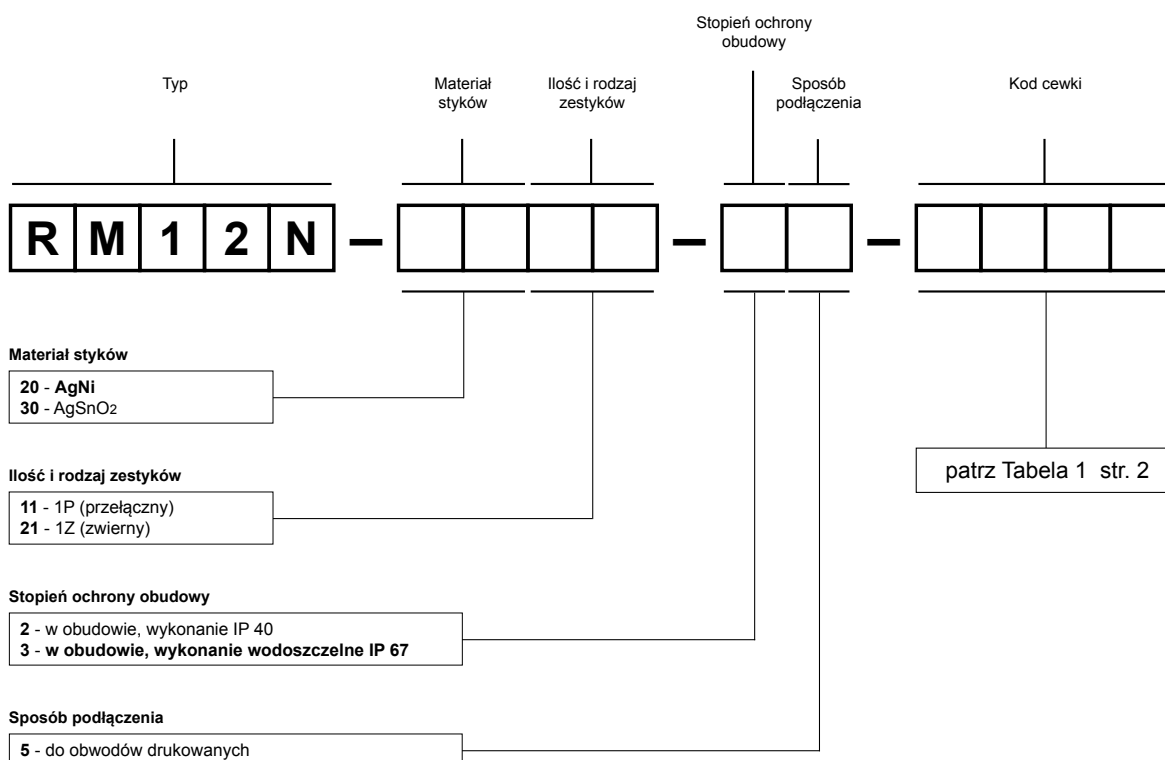 Stopień ochrony
obudowy
Typ
Materiał
styków
Ilość i rodzaj
zestyków
Sposób
podłączenia
Kod cewki
R M 1 2 N – – –
Materiał styków
20 - AgNi
30 - AgSnO2
Ilość i rodzaj zestyków
11 - 1P (przełączny)
21 - 1Z (zwierny)
patrz Tabela 1 str. 2
Stopień ochrony obudowy
2 - w obudowie, wykonanie IP 40
3 - w obudowie, wykonanie wodoszczelne IP 67
Sposób podłączenia
5 - do obwodów drukowanych